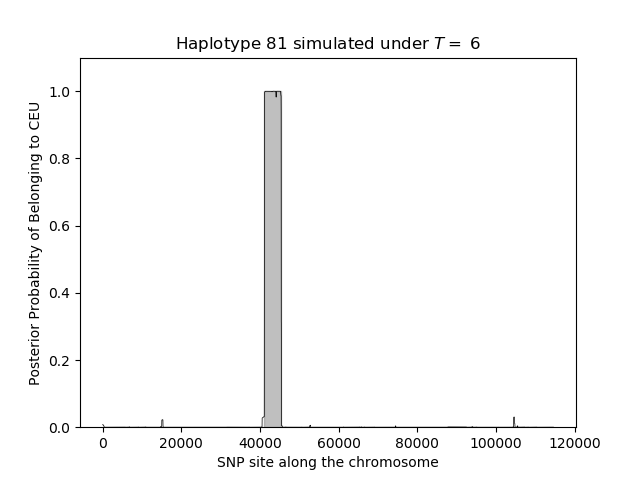 Haplotype 81 simulated under T = 6
Posterior Probability of Belonging to CEU
1.0
0.8
0.6
0.4
0.2
0.0
0 20000 40000 60000 80000 100000 120000
SNP site along the chromosome